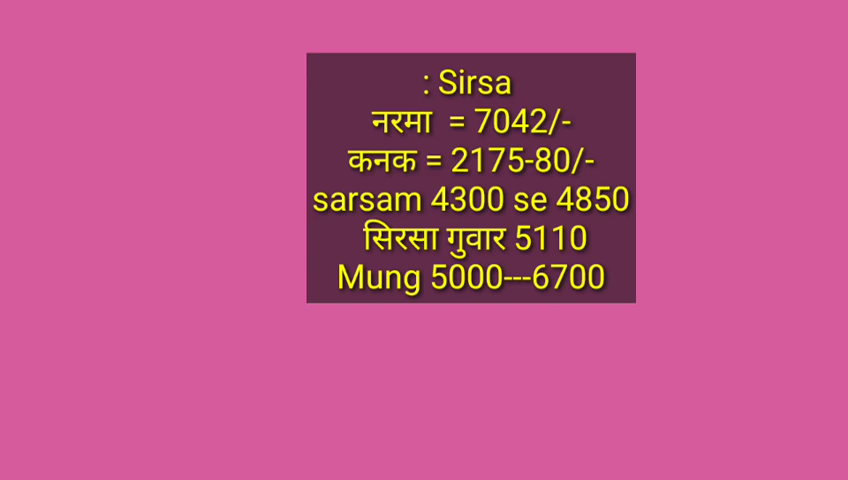 : Sirsa
नरमा = 7042/-
कनक = 2175-80/-
sarsam 4300 se 4850
सिरसा गुवार 5110
Mung 5000---6700